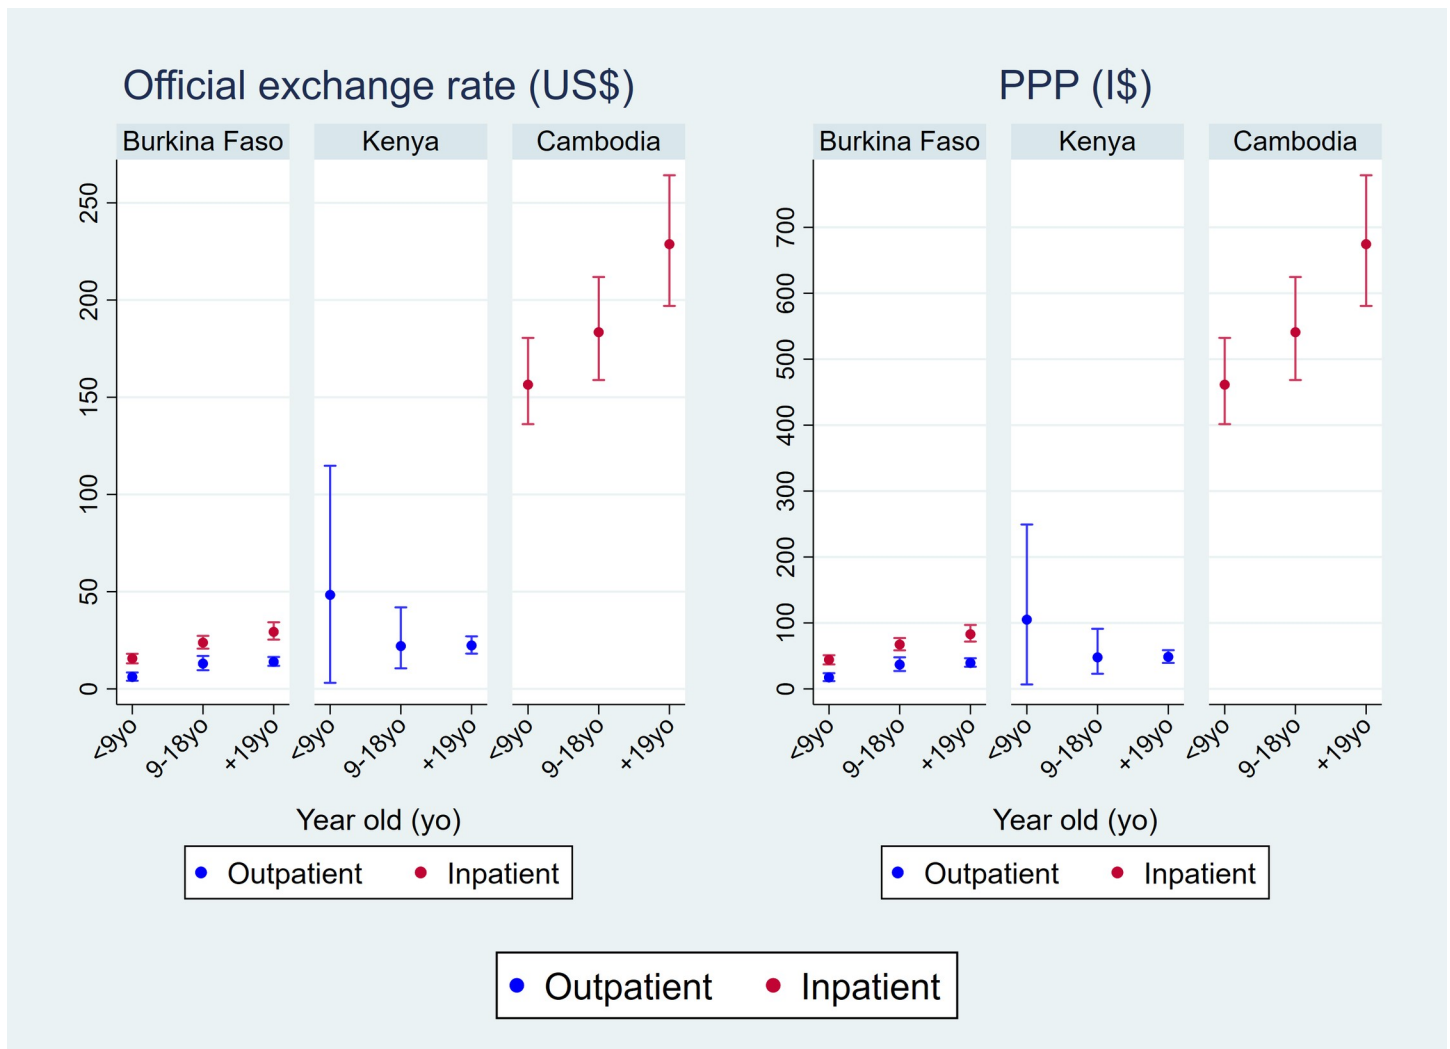 Official exchange rate (US$)
Burkina Faso Kenya Cambodia
250
200
150
100
50
0
<9yo 9-18yo +19yo <9yo 9-18yo +19yo <9yo 9-18yo +19yo
Year old (yo)
Outpatient Inpatient
PPP (I$)
Burkina Faso Kenya Cambodia
700
600
500
400
300
200
100
0
<9yo 9-18yo +19yo <9yo 9-18yo +19yo <9yo 9-18yo +19yo
Year old (yo)
Outpatient Inpatient
Outpatient Inpatient